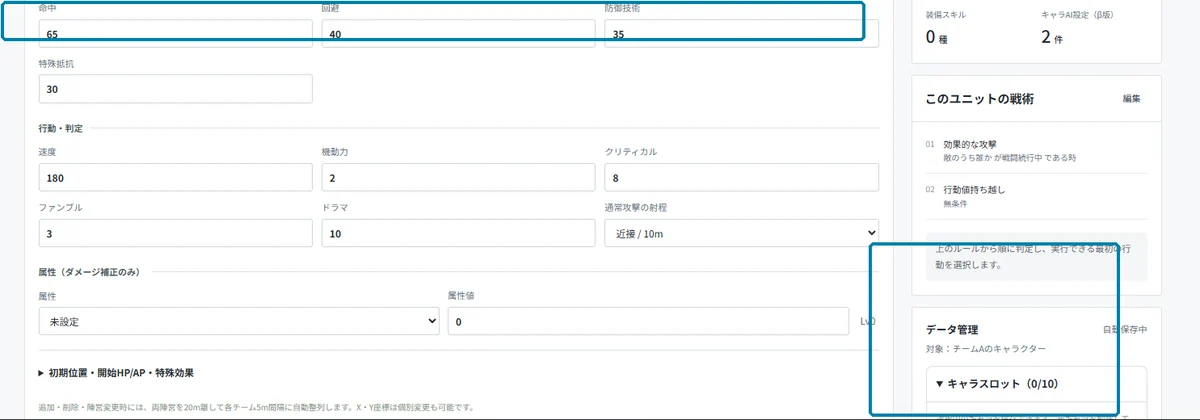 命中 回避 防御技術
65 40 35
特殊抵抗
30
行動・判定
速度 機動力 クリティカル
180 2 8
ファンブル ドラマ 通常攻撃の射程
3 10 近接 / 10m
属性（ダメージ補正のみ）
属性 属性値
未設定 0 Lv0
▶ 初期位置・開始HP/AP・特殊効果
追加・削除・陣営変更時には、両陣営を20m離して各チーム5m間隔に自動整列します。X・Y座標は個別変更も可能です。
装備スキル キャラAI設定（β版）
0 種 2 件
このユニットの戦術 編集
01 効果的な攻撃
敵のうち誰か が戦闘続行中 である時
02 行動値持ち越し
無条件
上のルールから順に判定し、実行できる最初の行
動を選択します。
データ管理 自動保存中
対象：チームAのキャラクター
▼ キャラスロット（0/10）